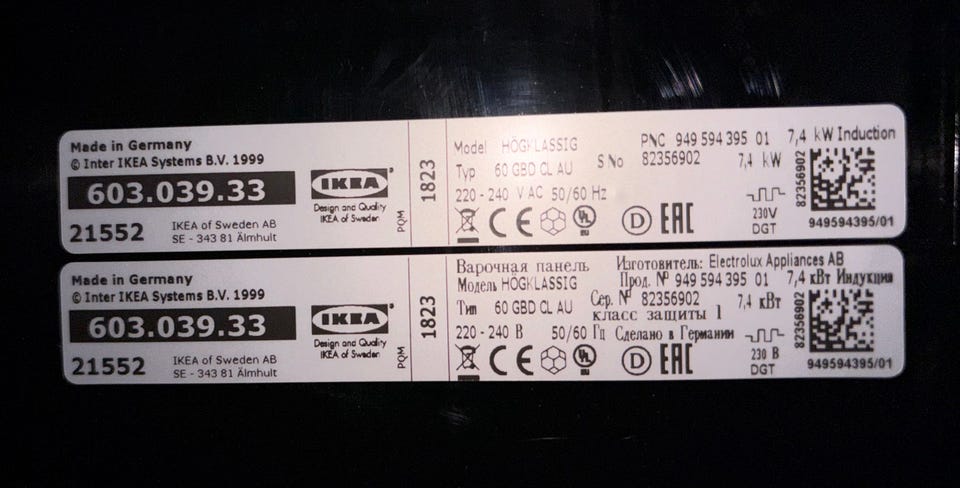 Made in Germany
© Inter IKEA Systems B.V. 1999
603.039.33
21552
IKEA of Sweden AB
SE - 343 81 Älmhult
IKEA
Design and Quality
IKEA of Sweden
PQM
1823
Model HÖGKLASSIG PNC 949 594 395 01 7,4 kW Induction
Typ 60 GBD CL AU S No 82356902 7,4 kW
220 - 240 V AC 50/60 Hz
CE UL D EAC
230V
DGT
82356902
949594395/01
Made in Germany
© Inter IKEA Systems B.V. 1999
603.039.33
21552
IKEA of Sweden AB
SE - 343 81 Älmhult
IKEA
Design and Quality
IKEA of Sweden
PQM
1823
Варочная панель Изготовитель: Electrolux Appliances AB
Модель HÖGKLASSIG Прод. № 949 594 395 01 7,4 кВт Индукция
Тип 60 GBD CL AU Сер. № 82356902 7,4 кВт
класс защиты 1
220 - 240 В 50/60 Гц Сделано в Германии
CE UL D EAC
230 В
DGT
82356902
949594395/01